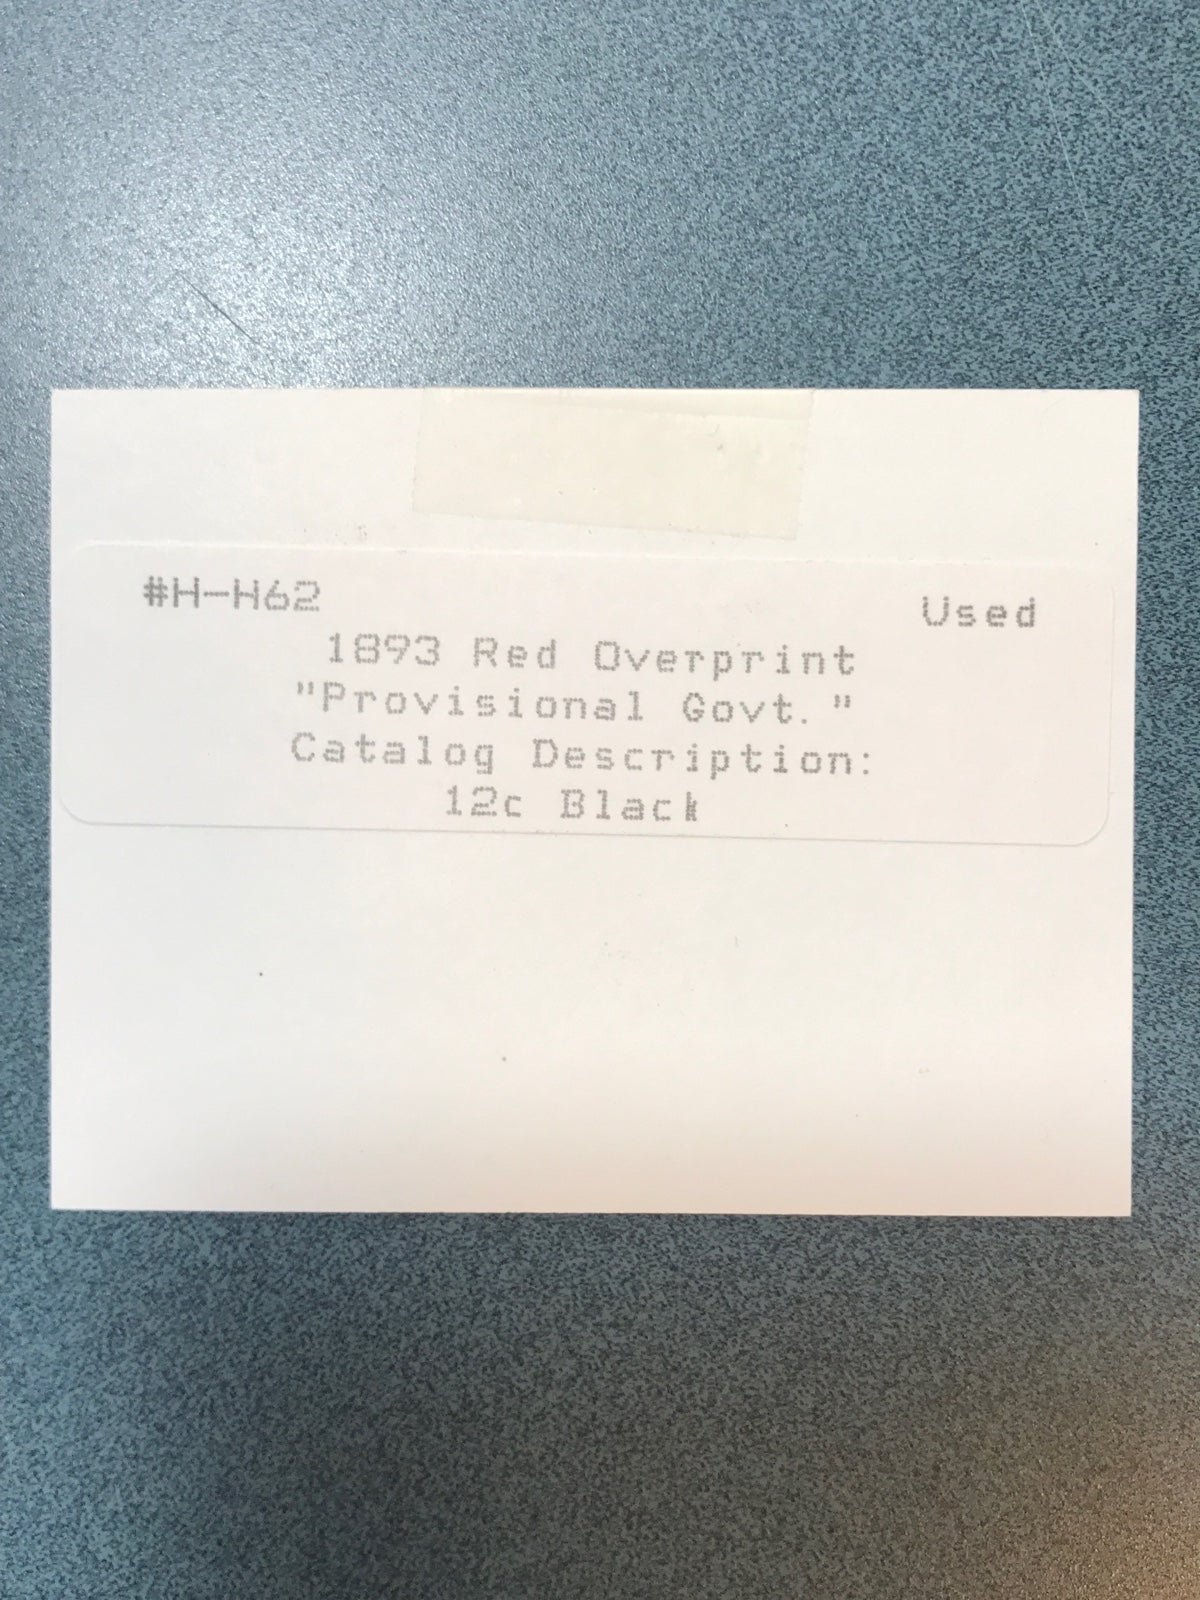 #H-H62
Used
1893 Red Overprint
"Provisional Govt."
Catalog Description:
12c Black